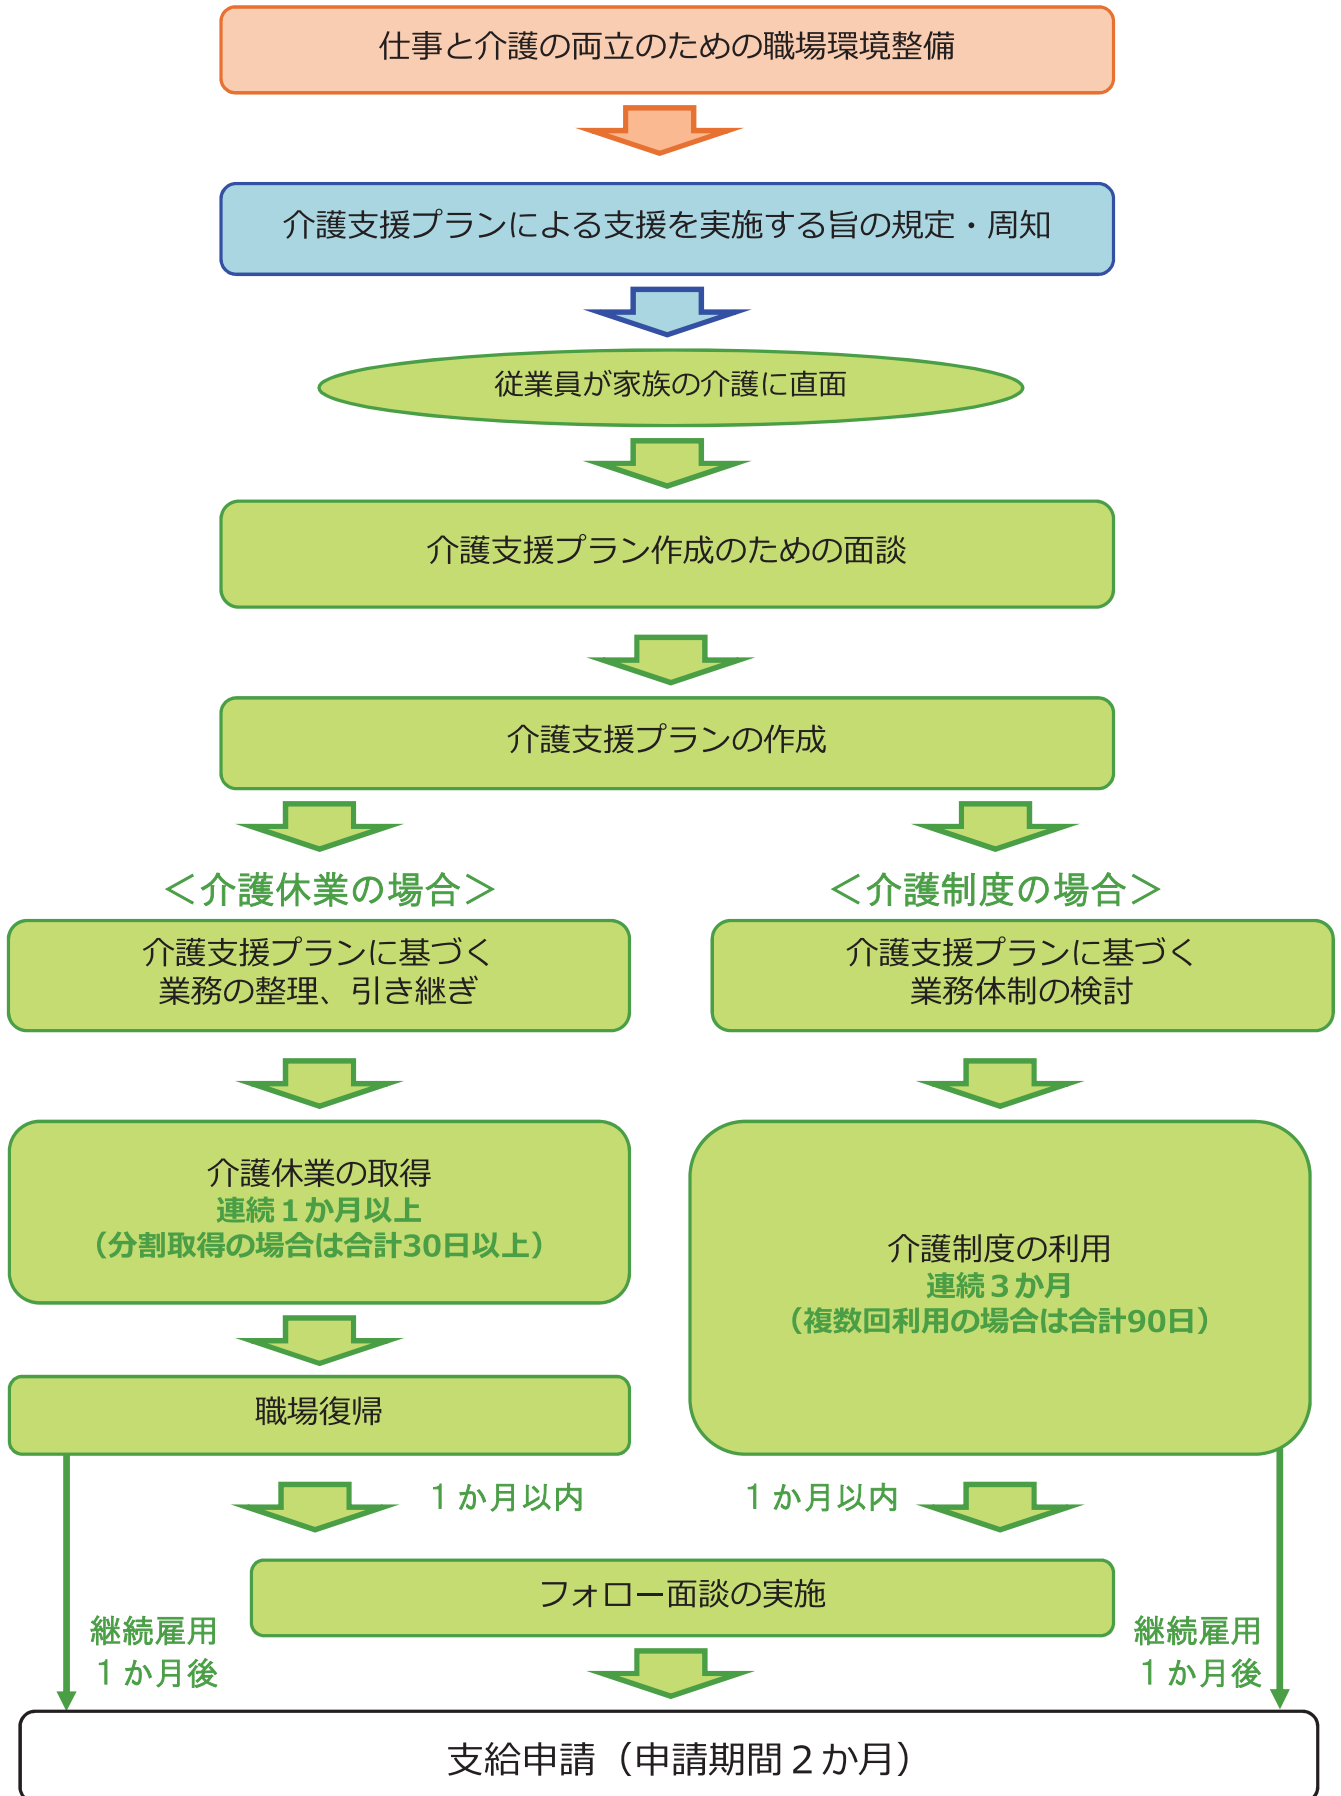 仕事と介護の両立のための職場環境整備
介護支援プランによる支援を実施する旨の規定・周知
従業員が家族の介護に直面
介護支援プラン作成のための面談
介護支援プランの作成
＜介護休業の場合＞
介護支援プランに基づく
業務の整理、引き継ぎ
介護休業の取得
連続１か月以上
（分割取得の場合は合計30日以上）
職場復帰
１か月以内
継続雇用
１か月後
＜介護制度の場合＞
介護支援プランに基づく
業務体制の検討
介護制度の利用
連続３か月
（複数回利用の場合は合計90日）
１か月以内
継続雇用
１か月後
フォロー面談の実施
支給申請（申請期間２か月）